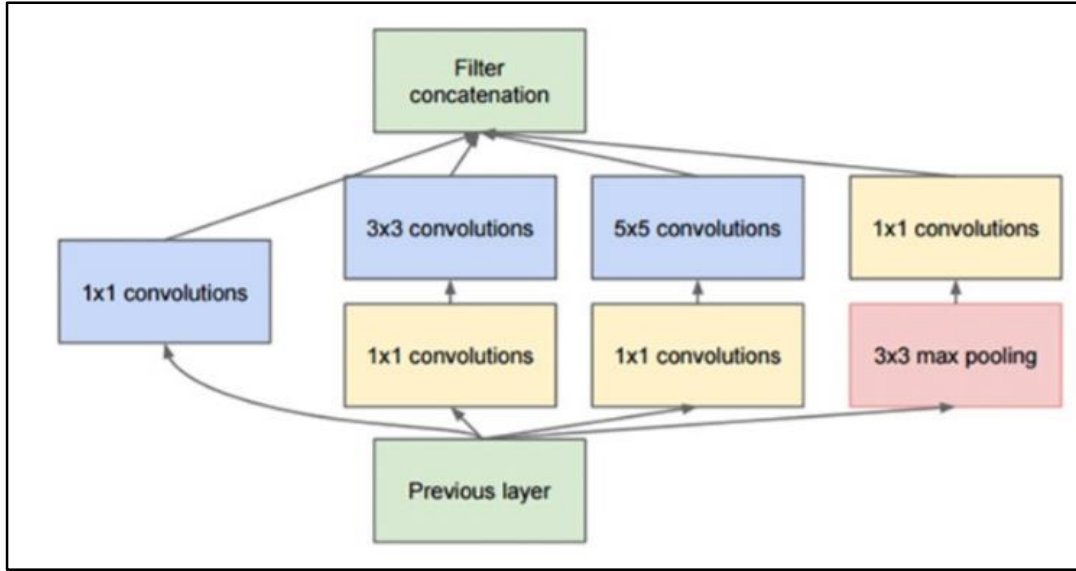 Filter
concatenation
3x3 convolutions
5x5 convolutions
1x1 convolutions
1x1 convolutions
1x1 convolutions
1x1 convolutions
3x3 max pooling
Previous layer